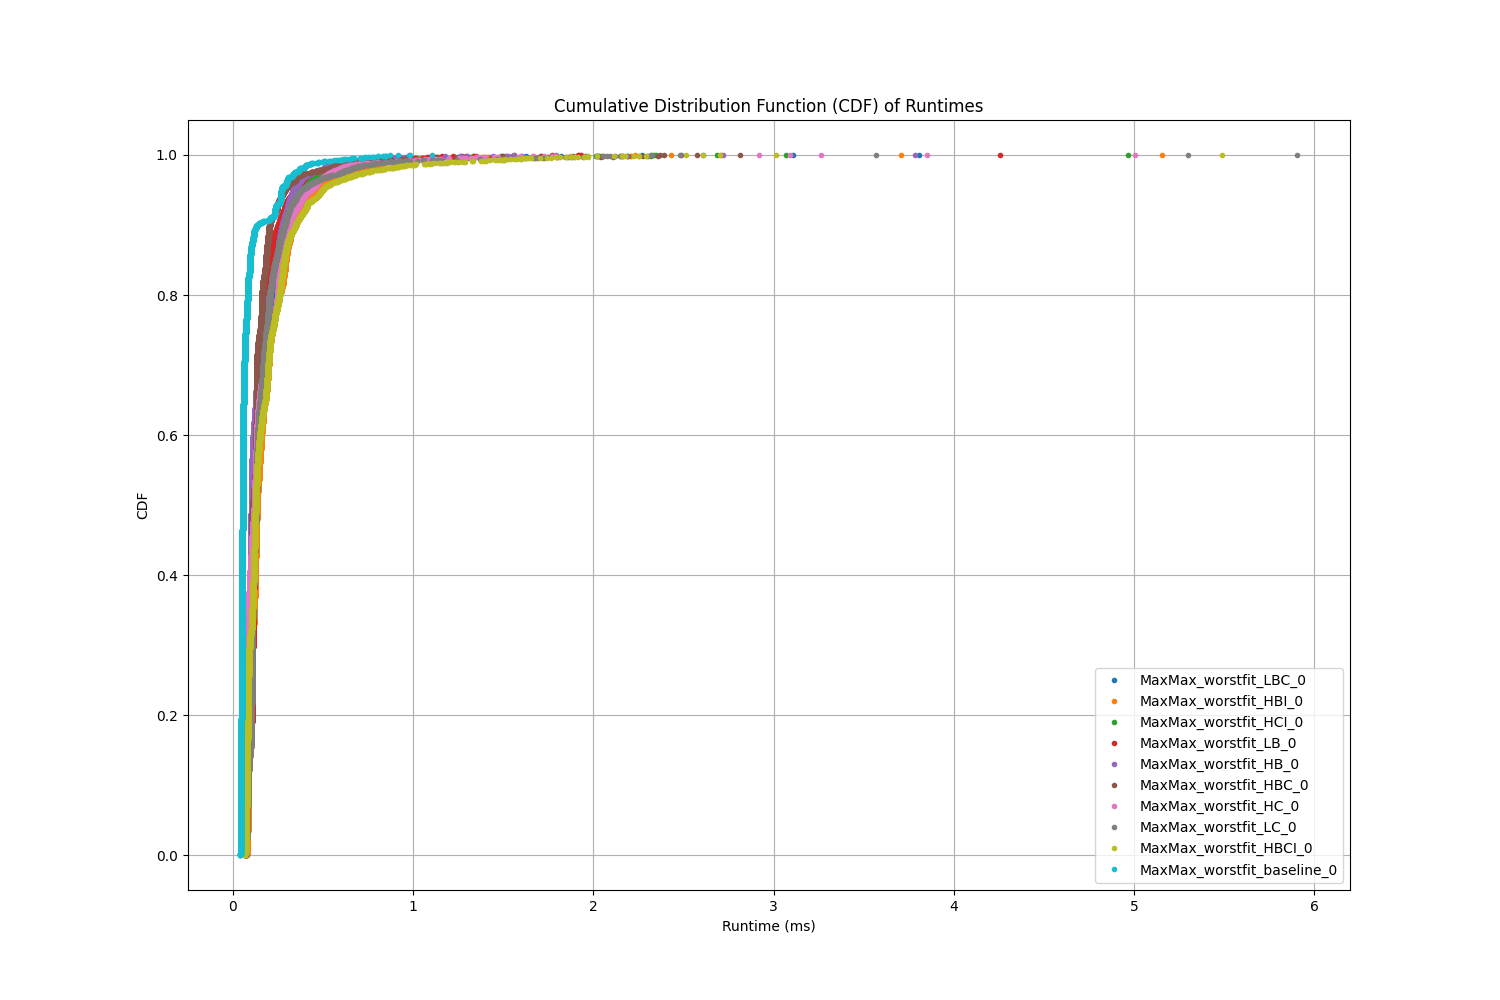 Cumulative Distribution Function (CDF) of Runtimes
1.0
0.8
0.6
0.4
0.2
0.0
CDF
0 1 2 3 4 5 6
Runtime (ms)
MaxMax_worstfit_LBC_0
MaxMax_worstfit_HBI_0
MaxMax_worstfit_HCI_0
MaxMax_worstfit_LB_0
MaxMax_worstfit_HB_0
MaxMax_worstfit_HBC_0
MaxMax_worstfit_HC_0
MaxMax_worstfit_LC_0
MaxMax_worstfit_HBCI_0
MaxMax_worstfit_baseline_0